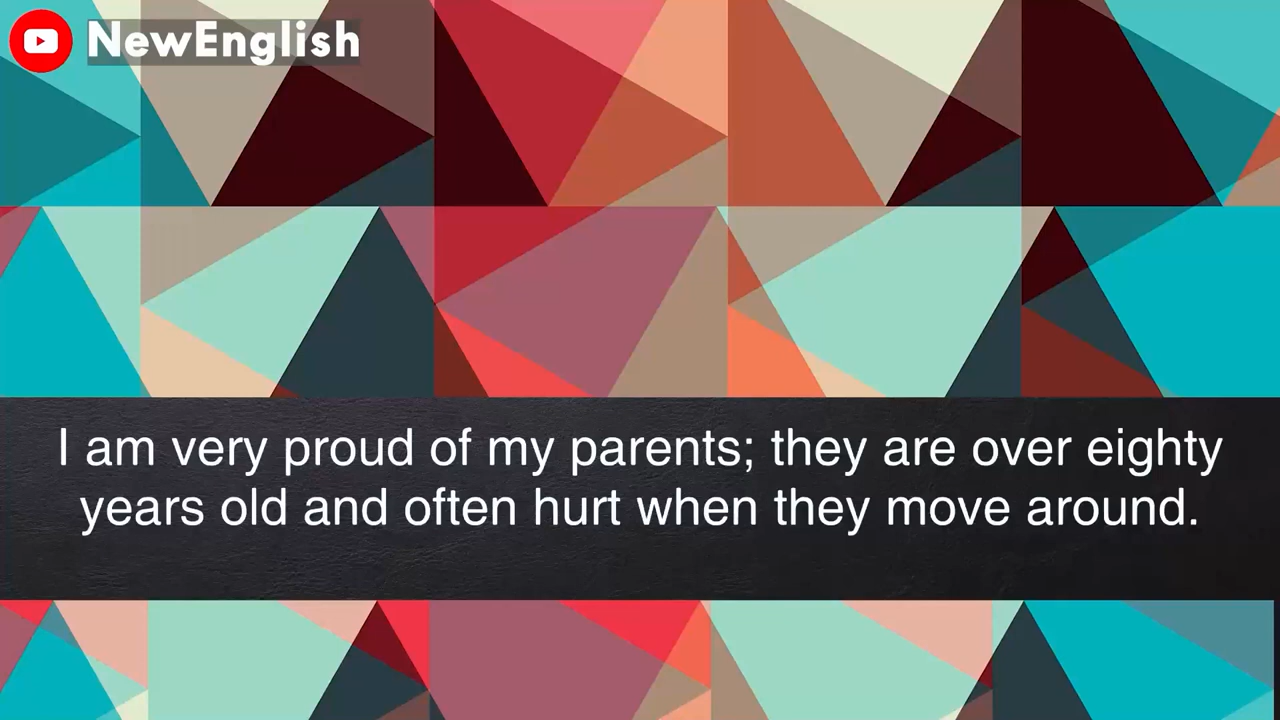 NewEnglish
I am very proud of my parents; they are over eighty
years old and often hurt when they move around.